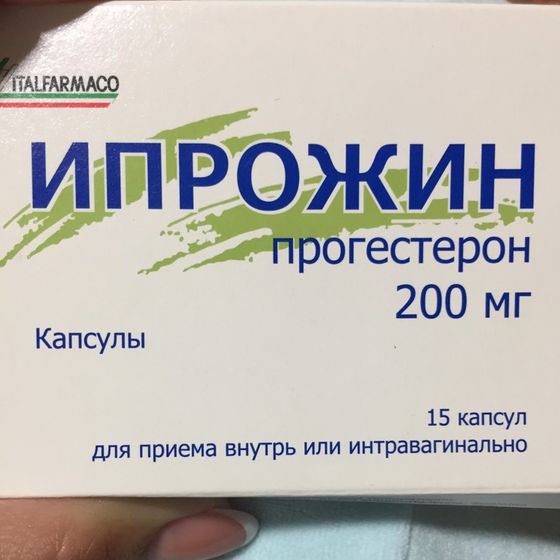 ITALFARMACO
ИПРОЖИН
прогестерон
200 мг
Капсулы
15 капсул
для приема внутрь или интравагинально